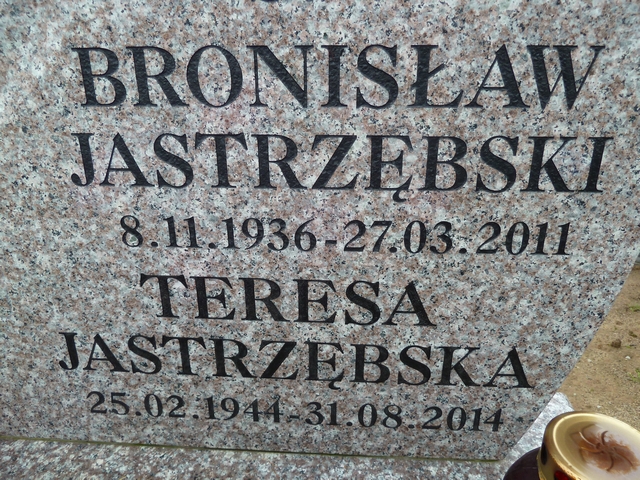 BRONISŁAW
JASTRZĘBSKI
8.11.1936-27.03.2011
TERESA
JASTRZĘBSKA
25.02.1944-31.08.2014